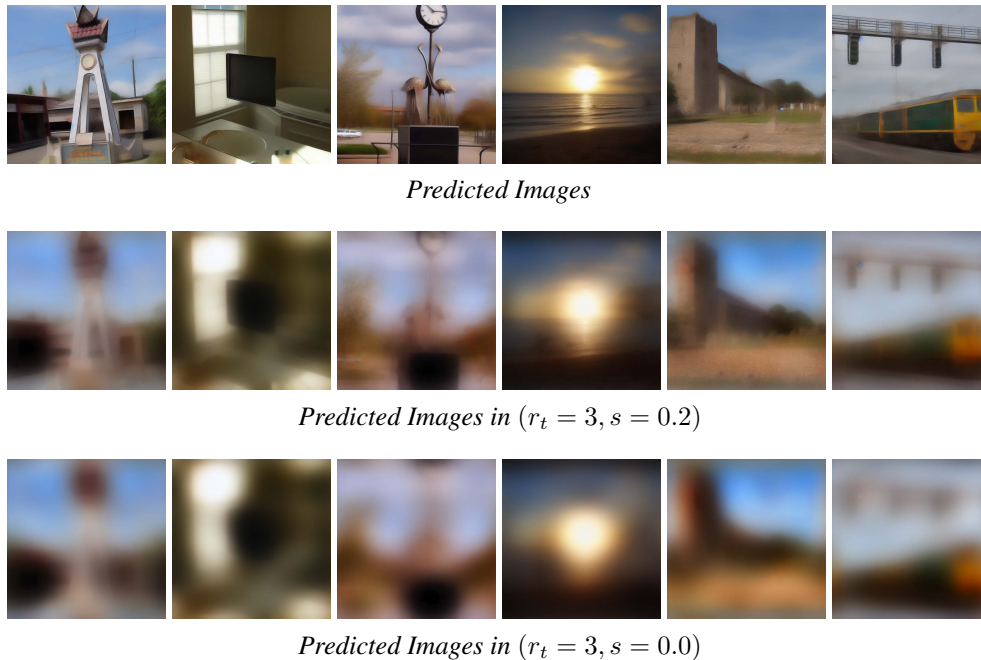 Predicted Images
Predicted Images in (r_t = 3, s = 0.2)
Predicted Images in (r_t = 3, s = 0.0)